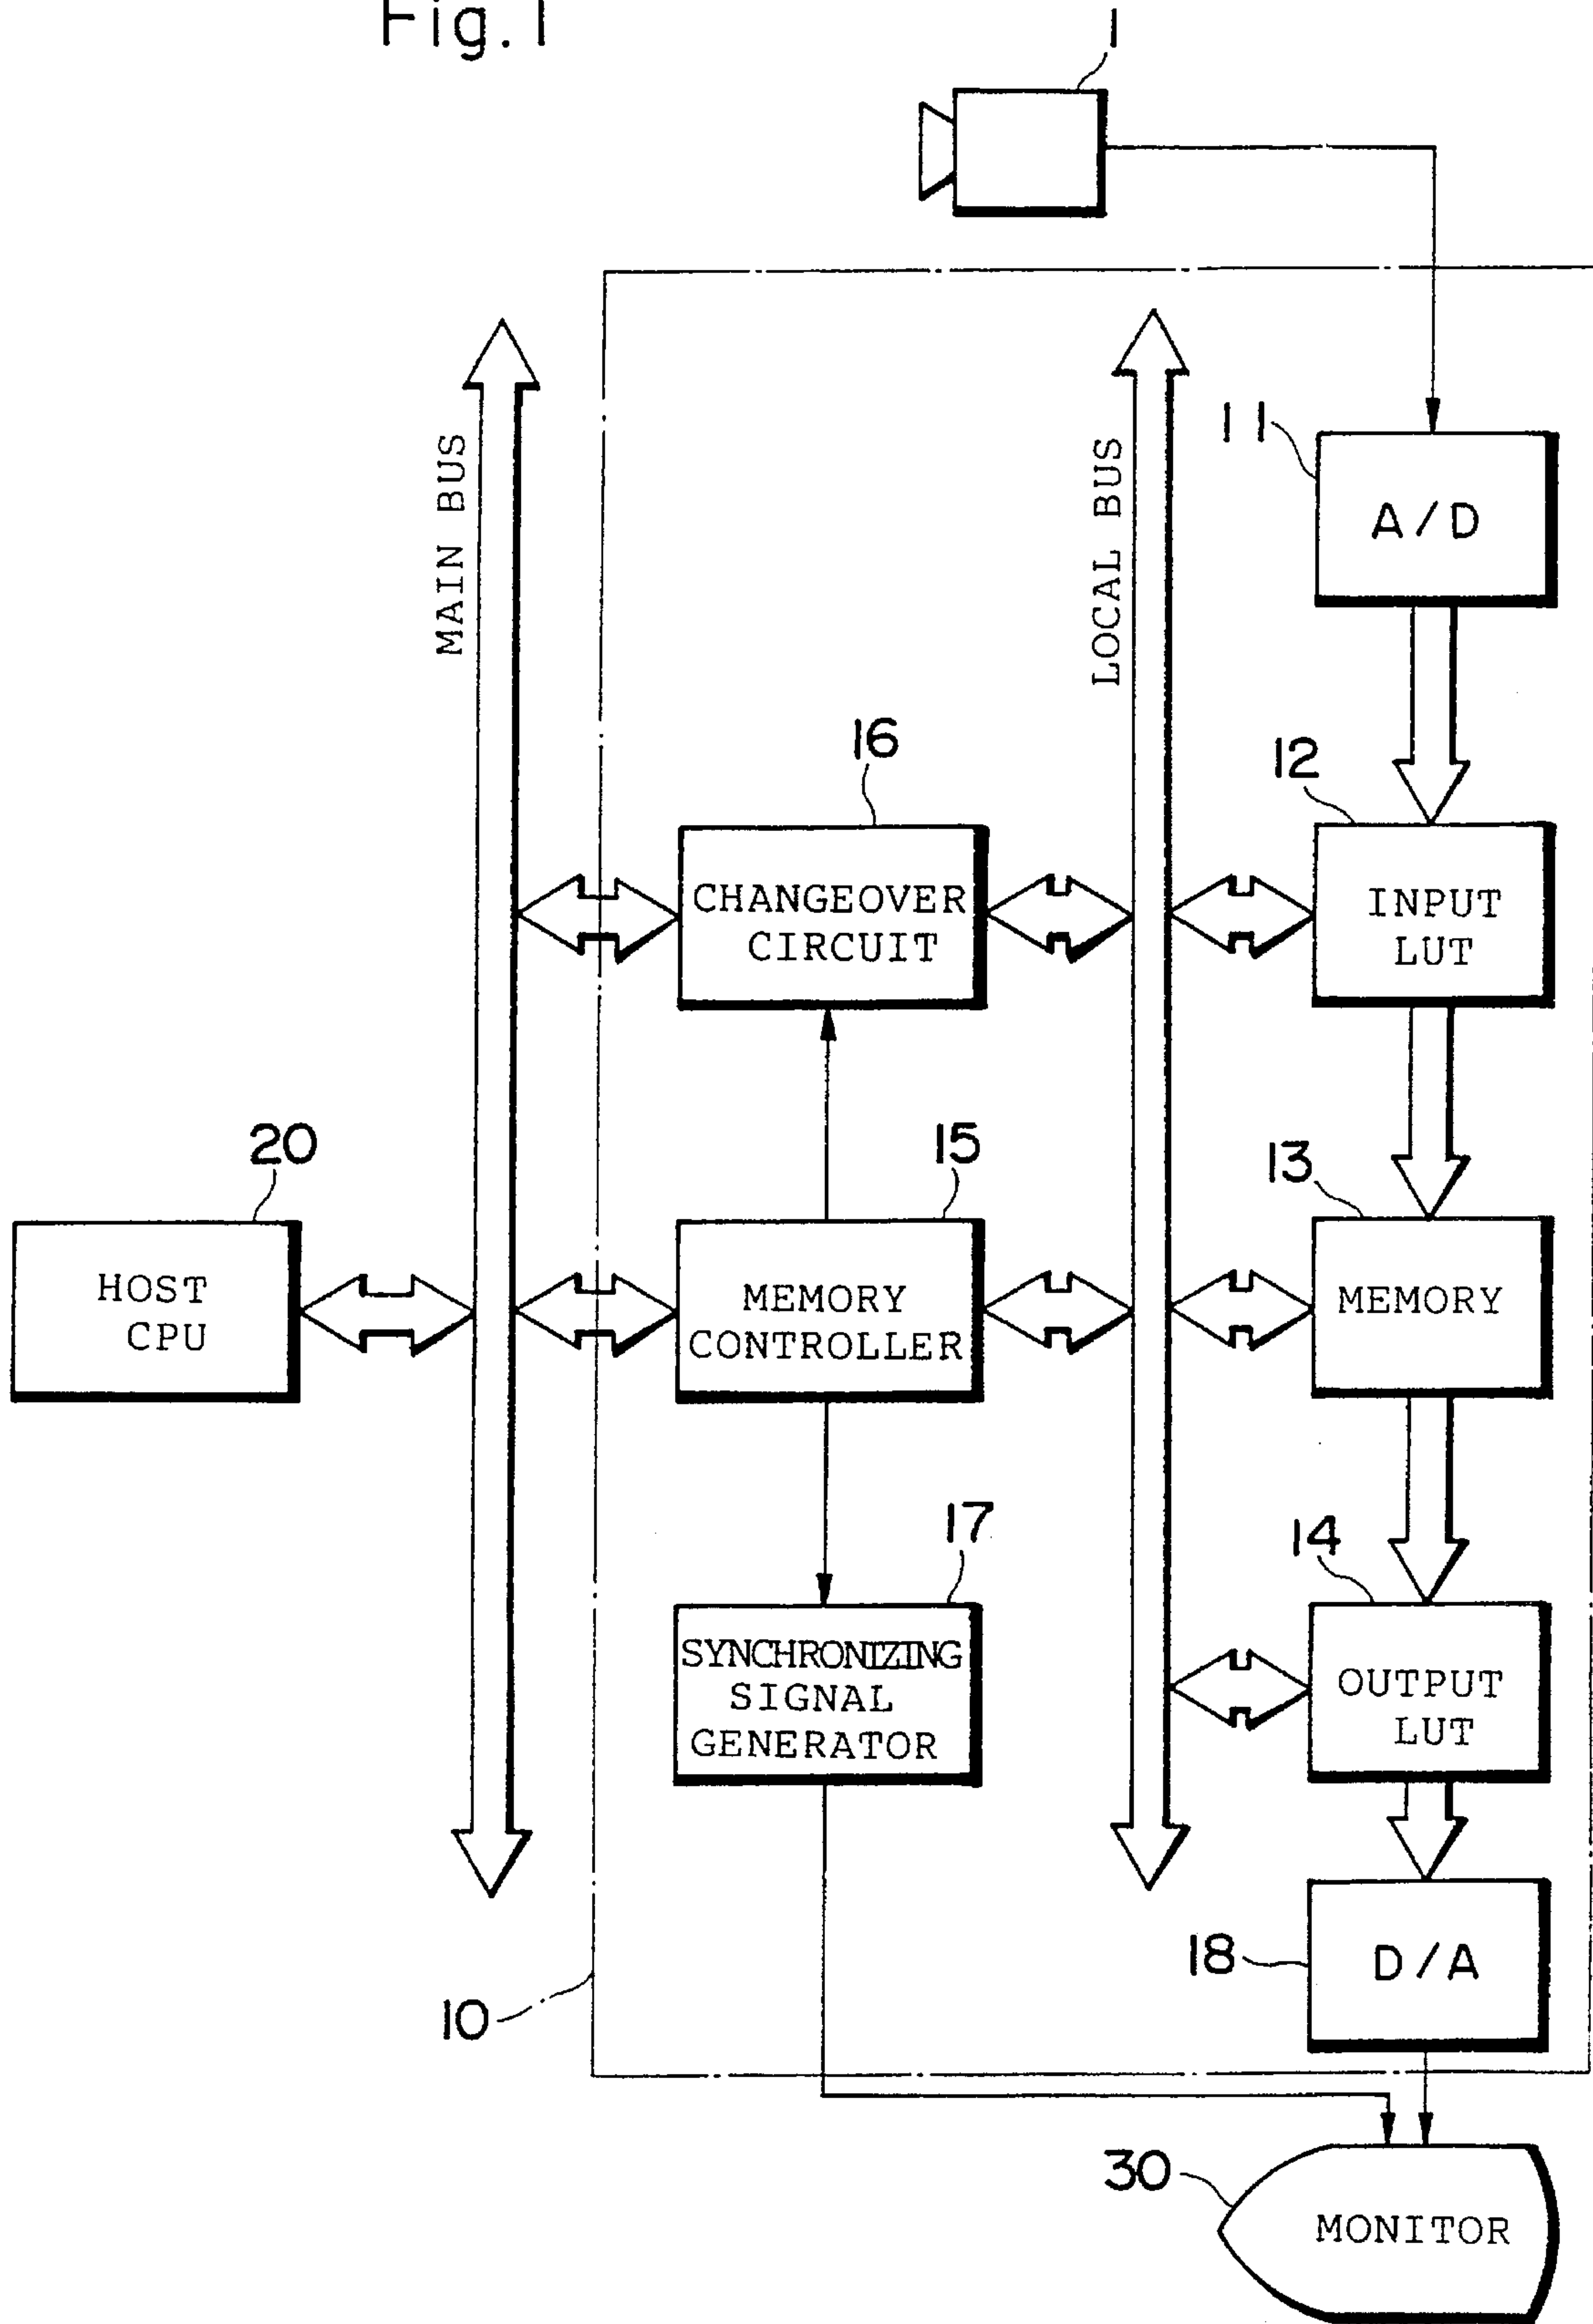 Fig. 1
1
11
A/D
MAIN BUS
LOCAL BUS
16
12
CHANGEOVER
CIRCUIT
INPUT
LUT
20
15
13
HOST
CPU
MEMORY
CONTROLLER
MEMORY
17
14
SYNCHRONIZING
SIGNAL
GENERATOR
OUTPUT
LUT
18
D/A
10
30
MONITOR